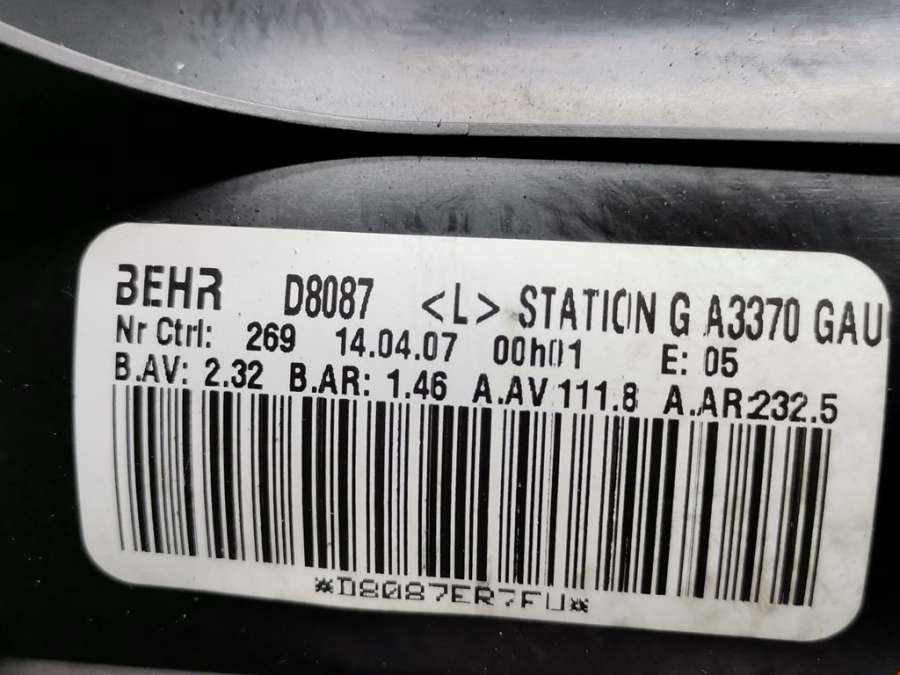 BEHR D8087 <L> STATION G A3370 GAU
Nr Ctrl: 269 14.04.07 00h01 E: 05
B.AV: 2.32 B.AR: 1.46 A.AV 111.8 A.AR:232.5
*D8087ER7FU*